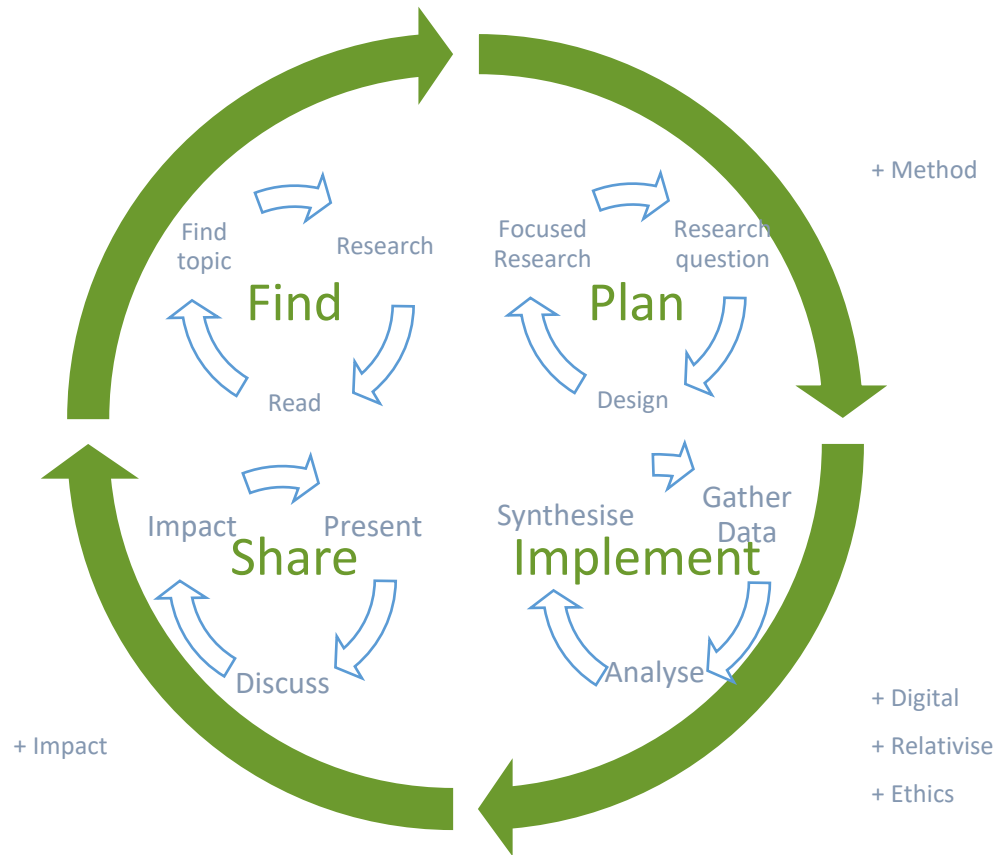 + Method
Find
topic
Research
Find
Read
Focused
Research
Research
question
Plan
Design
Impact
Present
Share
Discuss
Synthesise
Gather
Data
Implement
Analyse
+ Digital
+ Relativise
+ Ethics
+ Impact